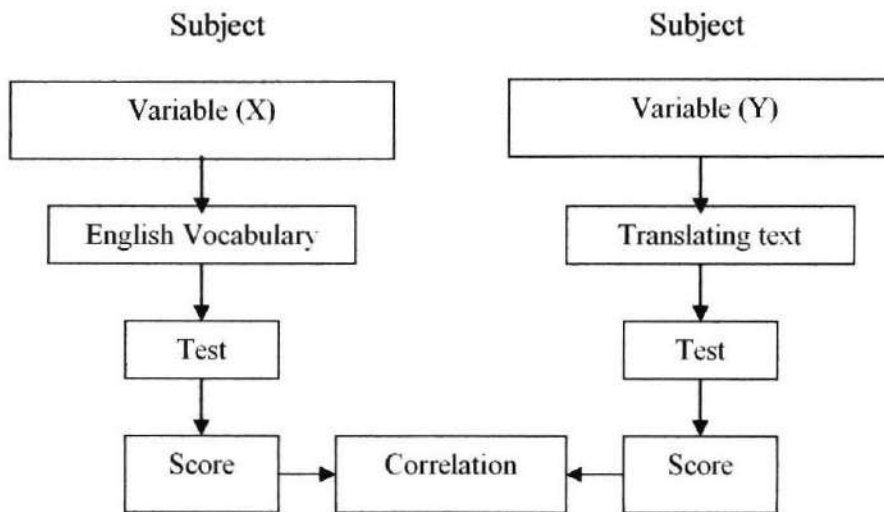 Subject Subject
Variable (X) Variable (Y)
English Vocabulary Translating text
Test Test
Score Correlation Score